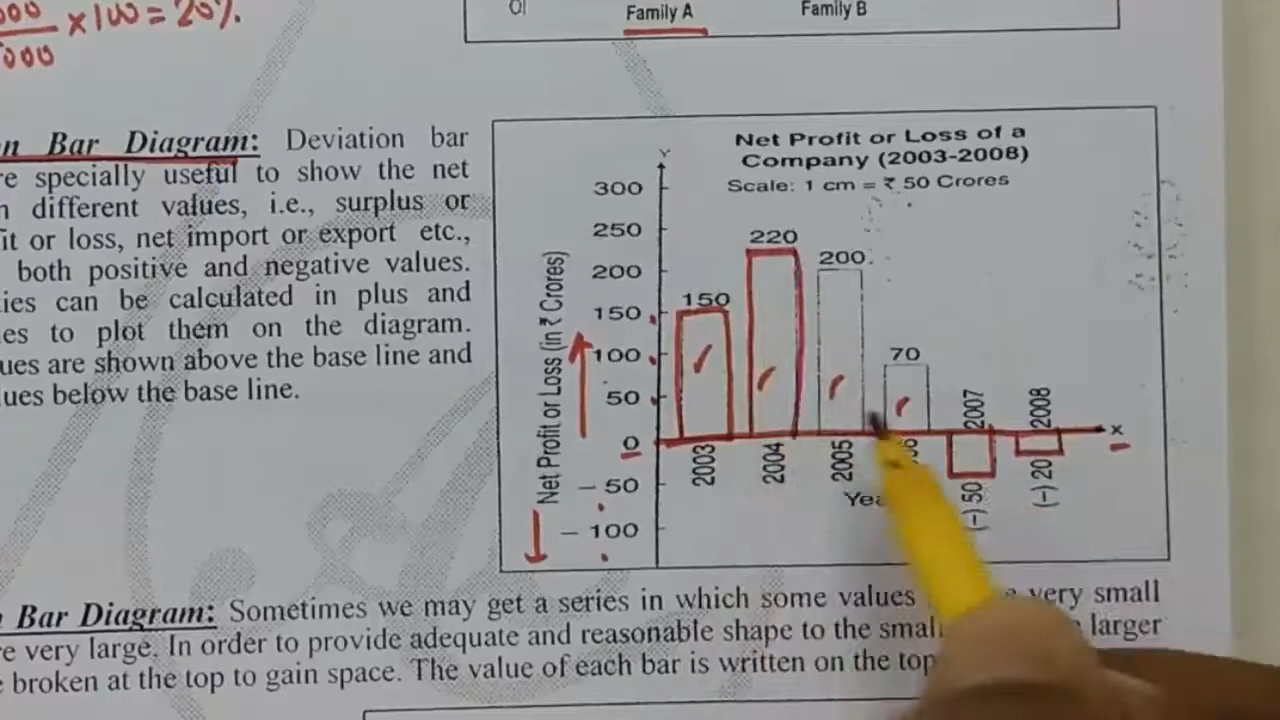 000
000 × 100 = 20%.
0
Family A
Family B
n Bar Diagram: Deviation bar
re specially useful to show the net
n different values, i.e., surplus or
fit or loss, net import or export etc.,
both positive and negative values.
ies can be calculated in plus and
es to plot them on the diagram.
ues are shown above the base line and
lues below the base line.
Net Profit or Loss of a
Company (2003-2008)
Scale: 1 cm = ₹ 50 Crores
Y
300
250
200
150
100
50
0
– 50
– 100
Net Profit or Loss (in ₹ Crores)
150
220
200
70
2003
2004
2005
2007
2008
(–) 50
(–) 20
X
Bar Diagram: Sometimes we may get a series in which some values very small
re very large. In order to provide adequate and reasonable shape to the larger
broken at the top to gain space. The value of each bar is written on the top